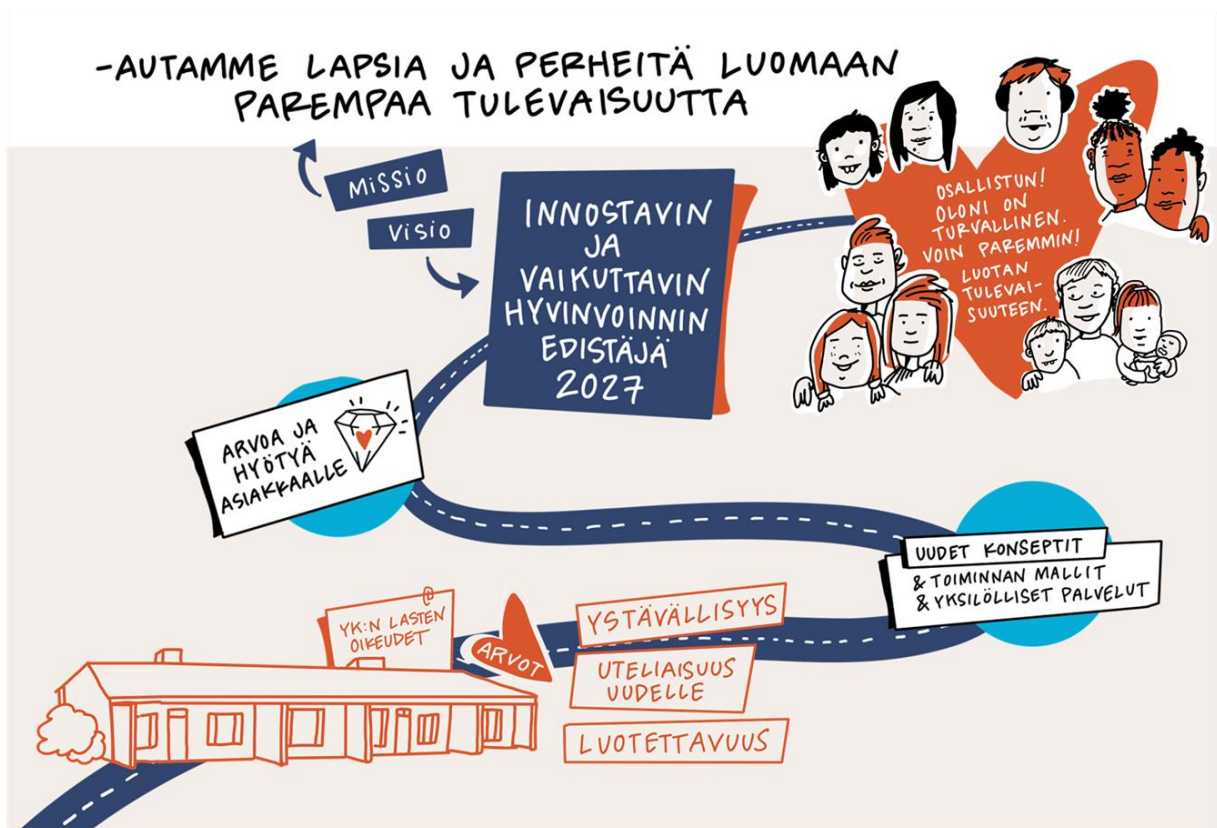 -AUTAMME LAPSIA JA PERHEITÄ LUOMAAN
PAREMPAA TULEVAISUUTTA
MISSIO
VISIO
INNOSTAVIN
JA
VAIKUTTAVIN
HYVINVOINNIN
EDISTÄJÄ
2027
OSALLISTUN!
OLONI ON
TURVALLINEN.
VOIN PAREMMIN!
LUOTAN
TULEVAI-
SUUTEEN.
ARVOA JA
HYÖTYÄ
ASIAKKAALLE
UUDET KONSEPTIT
& TOIMINNAN MALLIT
& YKSILÖLLISET PALVELUT
@
YK:N LASTEN
OIKEUDET
ARVOT
YSTÄVÄLLISYYS
UTELIAISUUS
UUDELLE
LUOTETTAVUUS